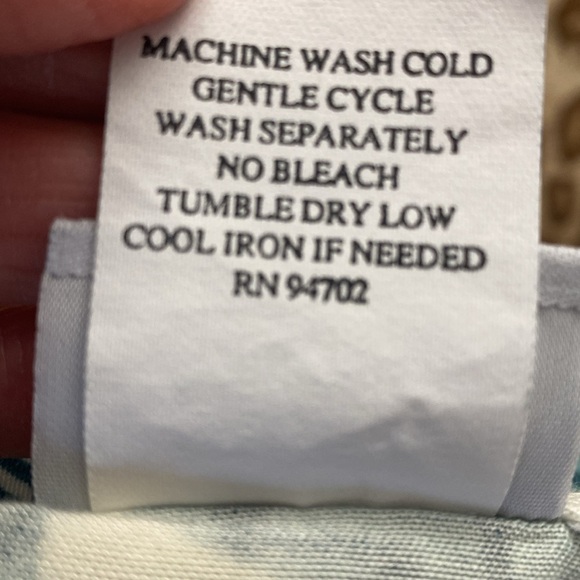 MACHINE WASH COLD
GENTLE CYCLE
WASH SEPARATELY
NO BLEACH
TUMBLE DRY LOW
COOL IRON IF NEEDED
RN 94702